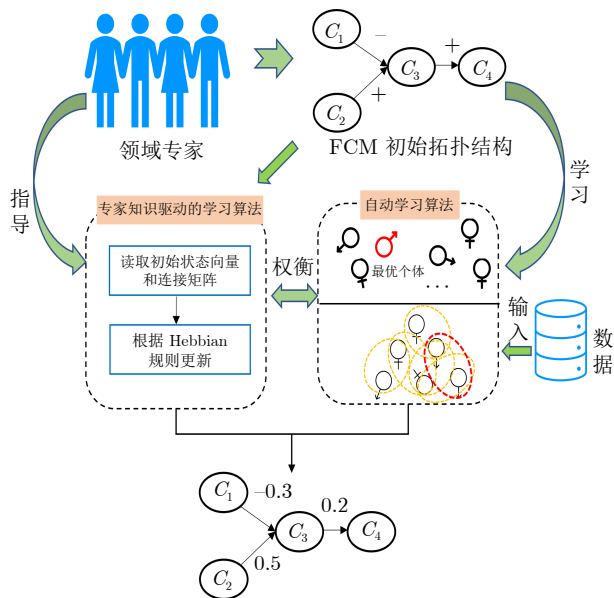 C₁
–
C₃
+
C₄
C₂
+
领域专家
FCM 初始拓扑结构
指导
学习
专家知识驱动的学习算法
自动学习算法
读取初始状态向量
和连接矩阵
权衡
最优个体
...
输入
数据
根据 Hebbian
规则更新
C₁
–0.3
0.2
C₃
C₄
C₂
0.5